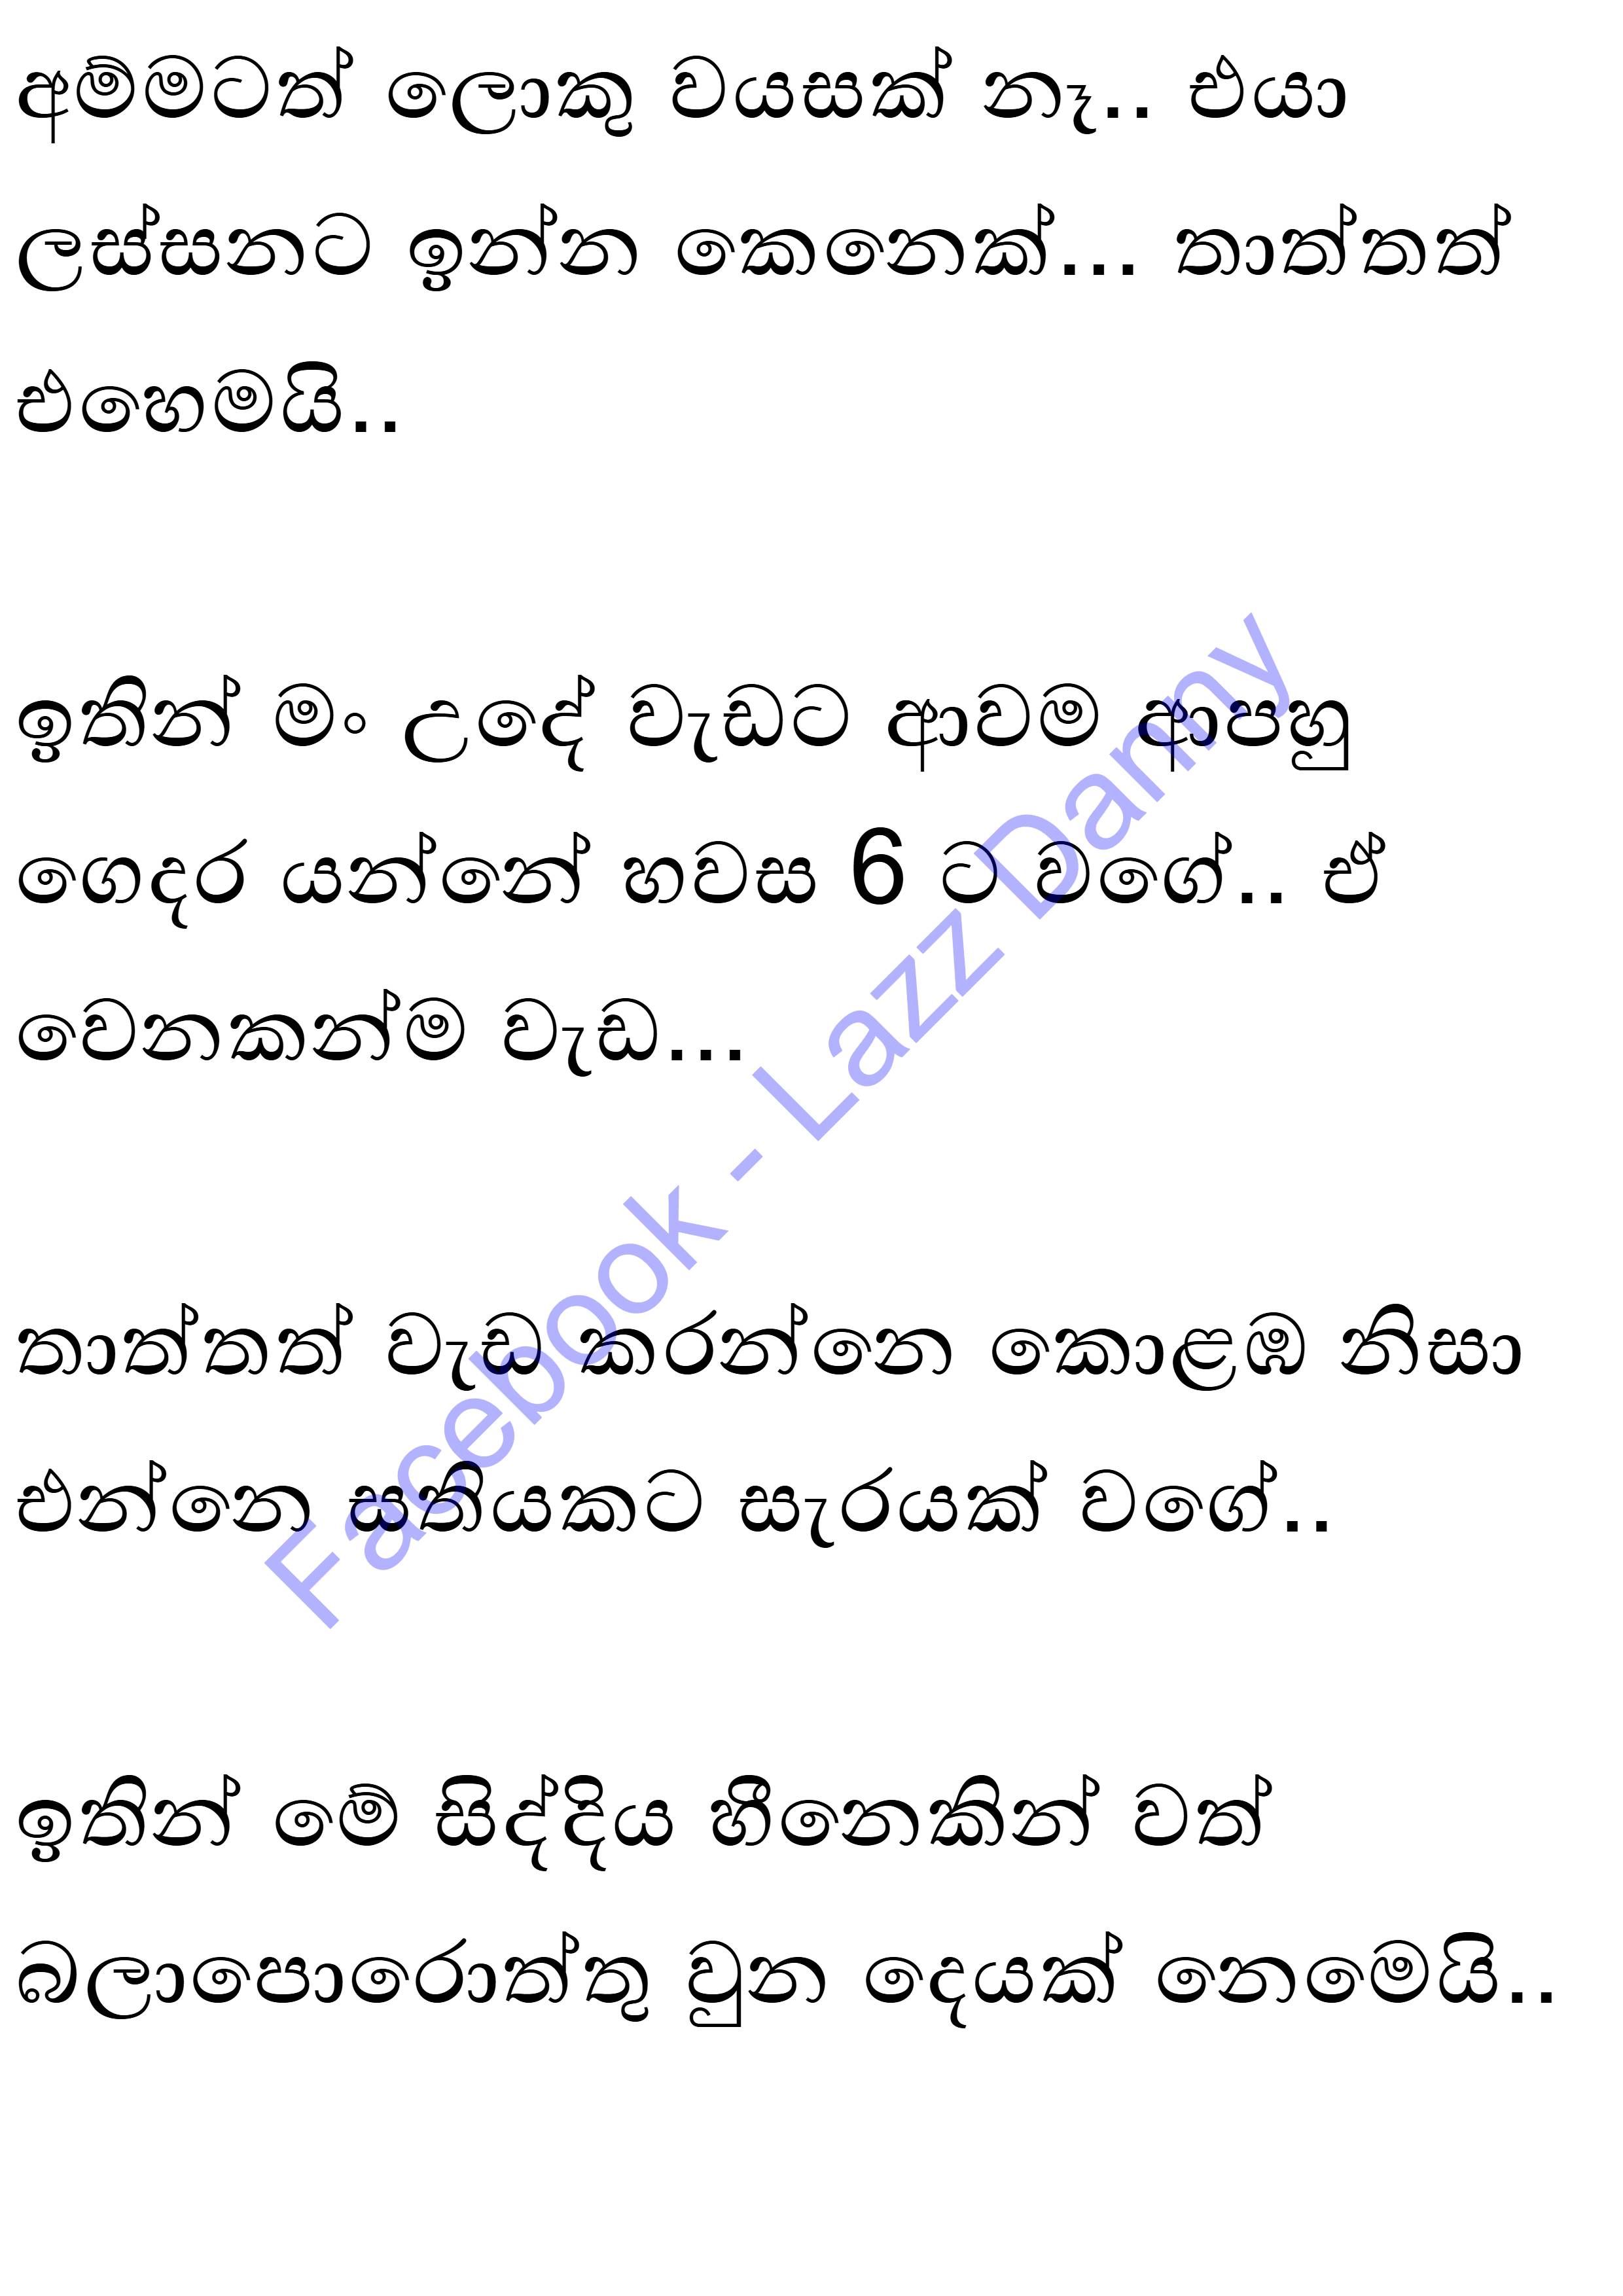 අම්මටත් ලොකු වයසක් නෑ.. එයා
ලස්සනට ඉන්න කෙනෙක්... තාත්තත්
එහෙමයි..
ඉතින් මං උදේ වැඩට ආවම ආපහු
ගෙදර යන්නේ හවස 6 ට වගේ.. ඒ
වෙනකන්ම වැඩ...
තාත්තත් වැඩ කරන්නෙ කොළඹ නිසා
එන්නෙ සතියකට සැරයක් වගේ..
ඉතින් මේ සිද්දිය හීනෙකින් වත්
බලාපොරොත්තු වුන දෙයක් නෙමෙයි..
Facebook - Lazz Damy